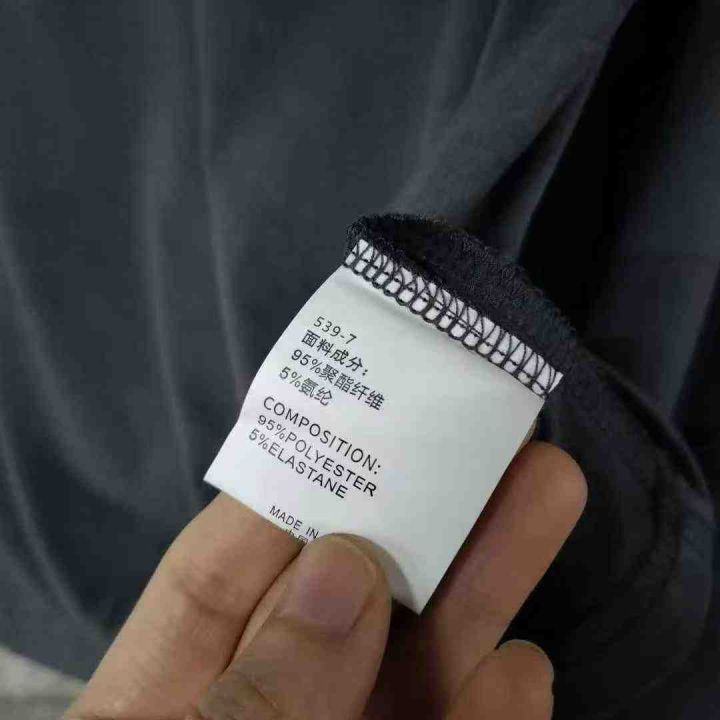 539-7
面料成分：
95%聚酯纤维
5%氨纶
COMPOSITION:
95%POLYESTER
5%ELASTANE
MADE IN